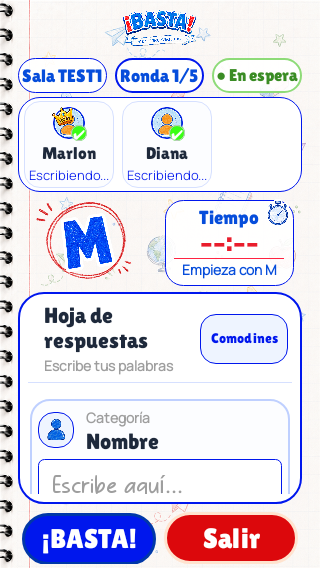 ¡BASTA!
Sala TEST1
Ronda 1/5
• En espera
Marlon
Diana
Escribiendo...
Escribiendo...
M
Tiempo
--:--
Empieza con M
Hoja de
respuestas
Escribe tus palabras
Comodines
Categoría
Nombre
Escribe aquí...
¡BASTA!
Salir